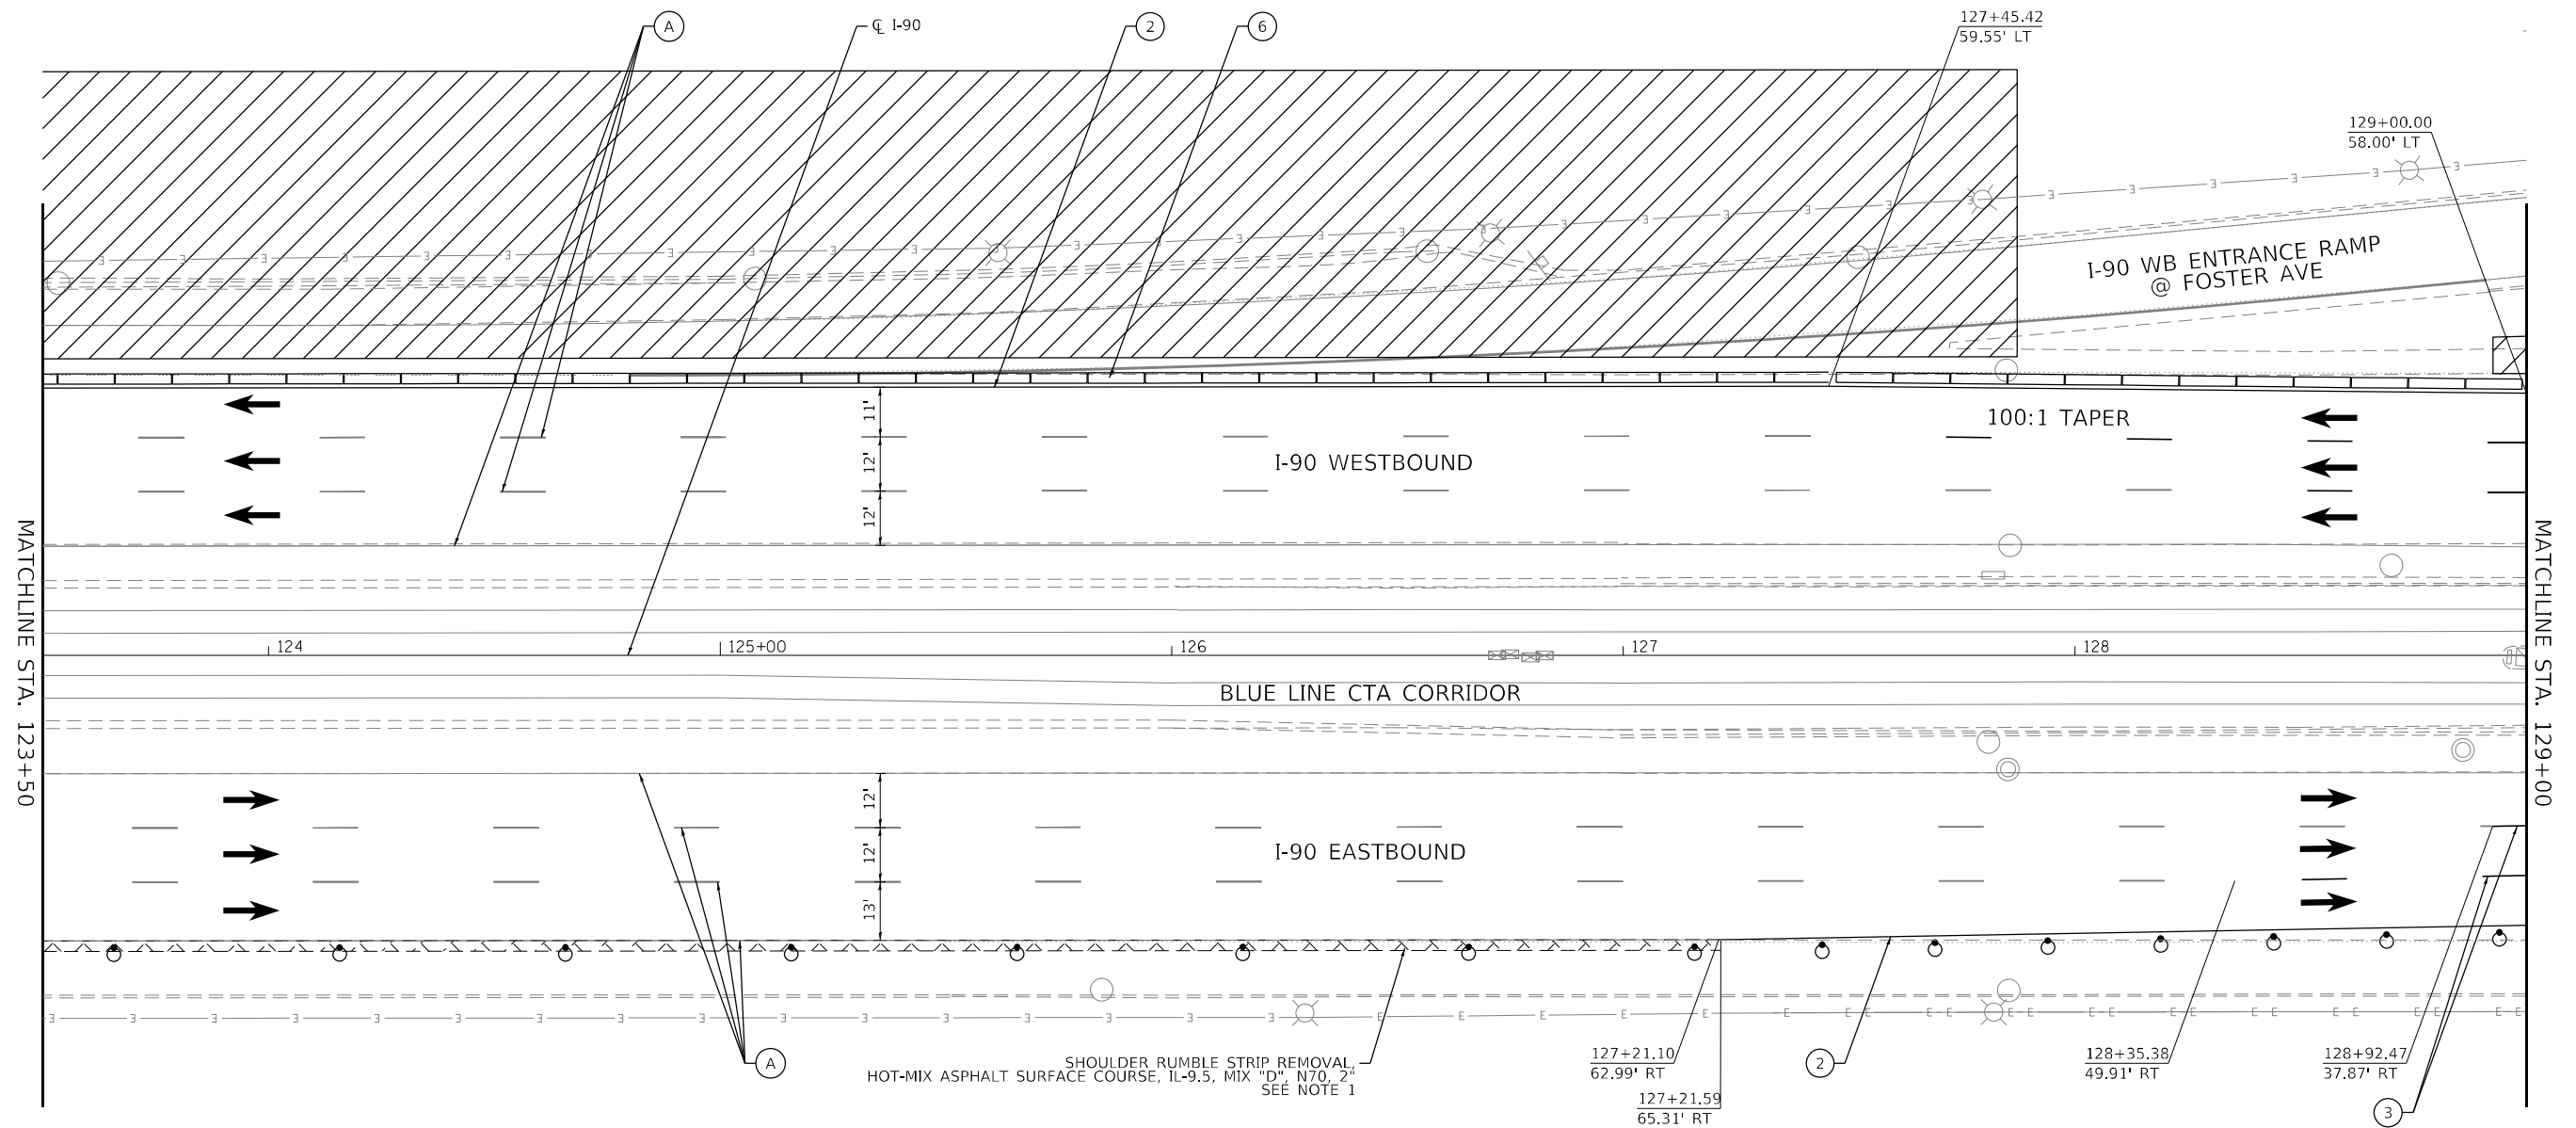 A
℄ I-90
2
6
127+45.42
59.55' LT
129+00.00
58.00' LT
I-90 WB ENTRANCE RAMP
@ FOSTER AVE
11'
12'
12'
100:1 TAPER
I-90 WESTBOUND
MATCHLINE STA. 123+50
MATCHLINE STA. 129+00
124
125+00
126
127
128
BLUE LINE CTA CORRIDOR
12'
12'
13'
I-90 EASTBOUND
E E E E E E E E E E E E E E E E E E E E E E E E E E E E E E
A
SHOULDER RUMBLE STRIP REMOVAL,
HOT-MIX ASPHALT SURFACE COURSE, IL-9.5, MIX "D", N70, 2"
SEE NOTE 1
127+21.10
62.99' RT
127+21.59
65.31' RT
2
128+35.38
49.91' RT
128+92.47
37.87' RT
3